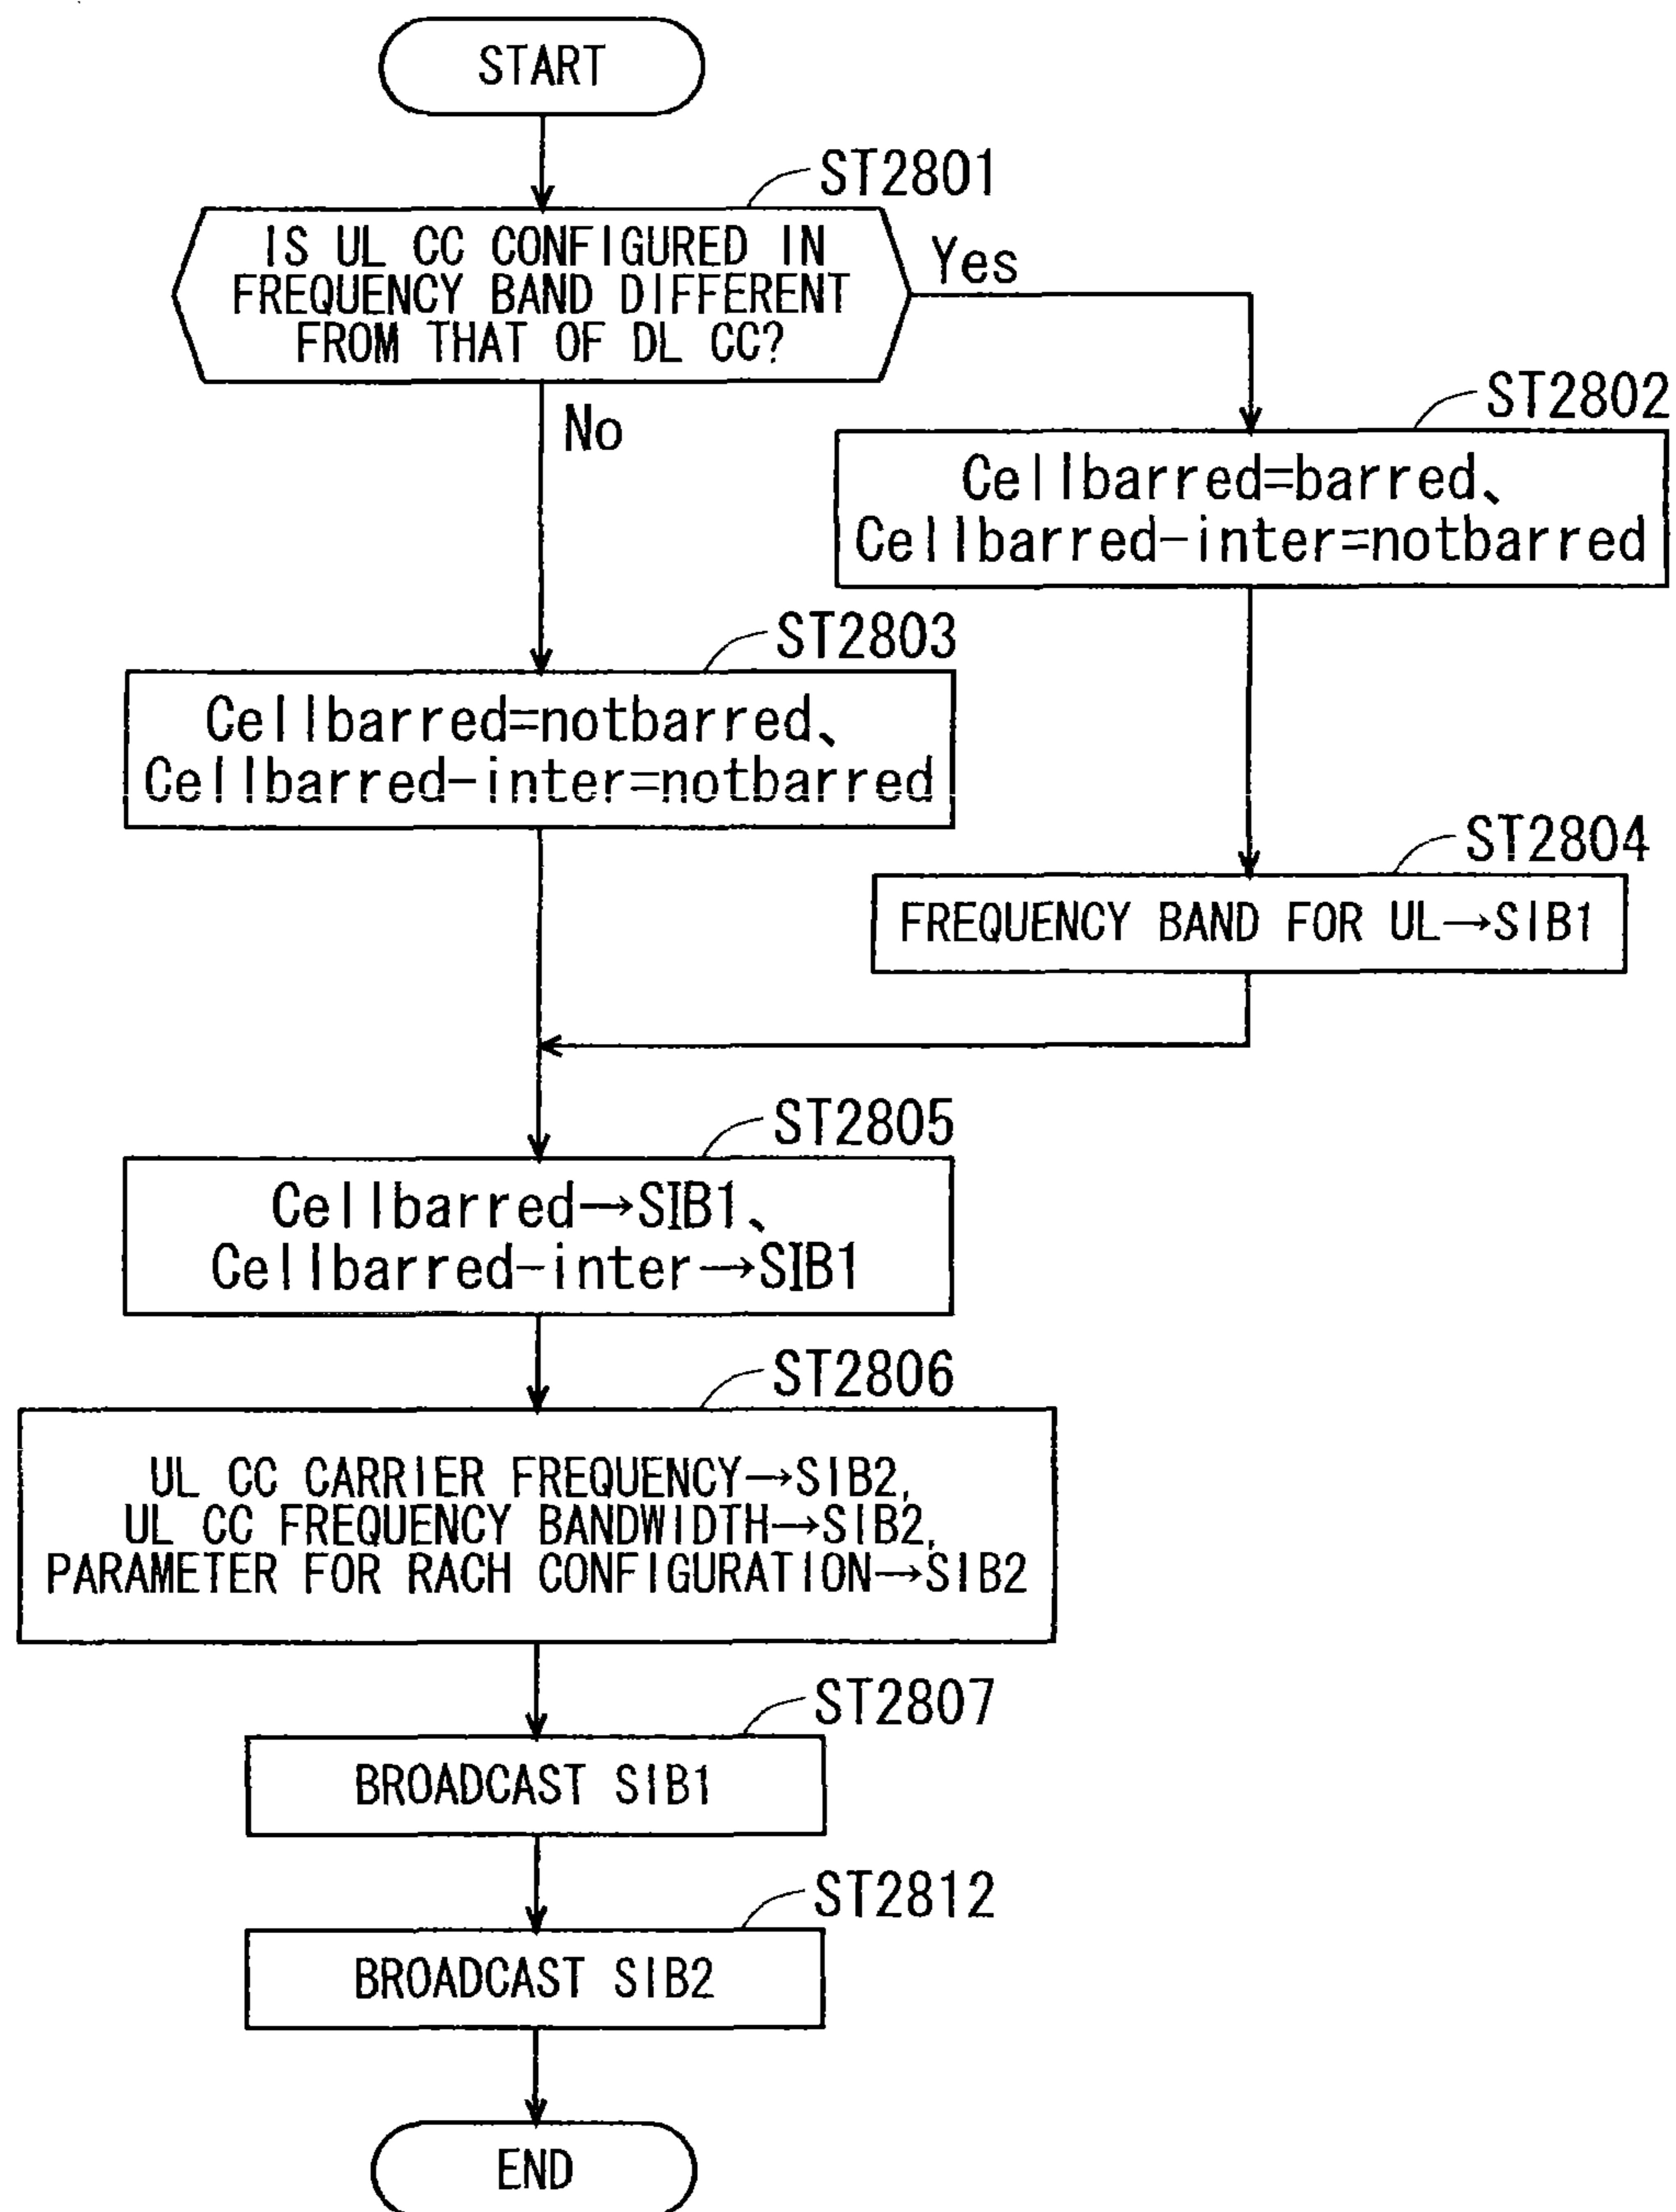 START
ST2801
IS UL CC CONFIGURED IN
FREQUENCY BAND DIFFERENT
FROM THAT OF DL CC?
Yes
No
ST2802
Cellbarred=barred、
Cellbarred-inter=notbarred
ST2803
Cellbarred=notbarred、
Cellbarred-inter=notbarred
ST2804
FREQUENCY BAND FOR UL→SIB1
ST2805
Cellbarred→SIB1、
Cellbarred-inter→SIB1
ST2806
UL CC CARRIER FREQUENCY→SIB2,
UL CC FREQUENCY BANDWIDTH→SIB2,
PARAMETER FOR RACH CONFIGURATION→SIB2
ST2807
BROADCAST SIB1
ST2812
BROADCAST SIB2
END